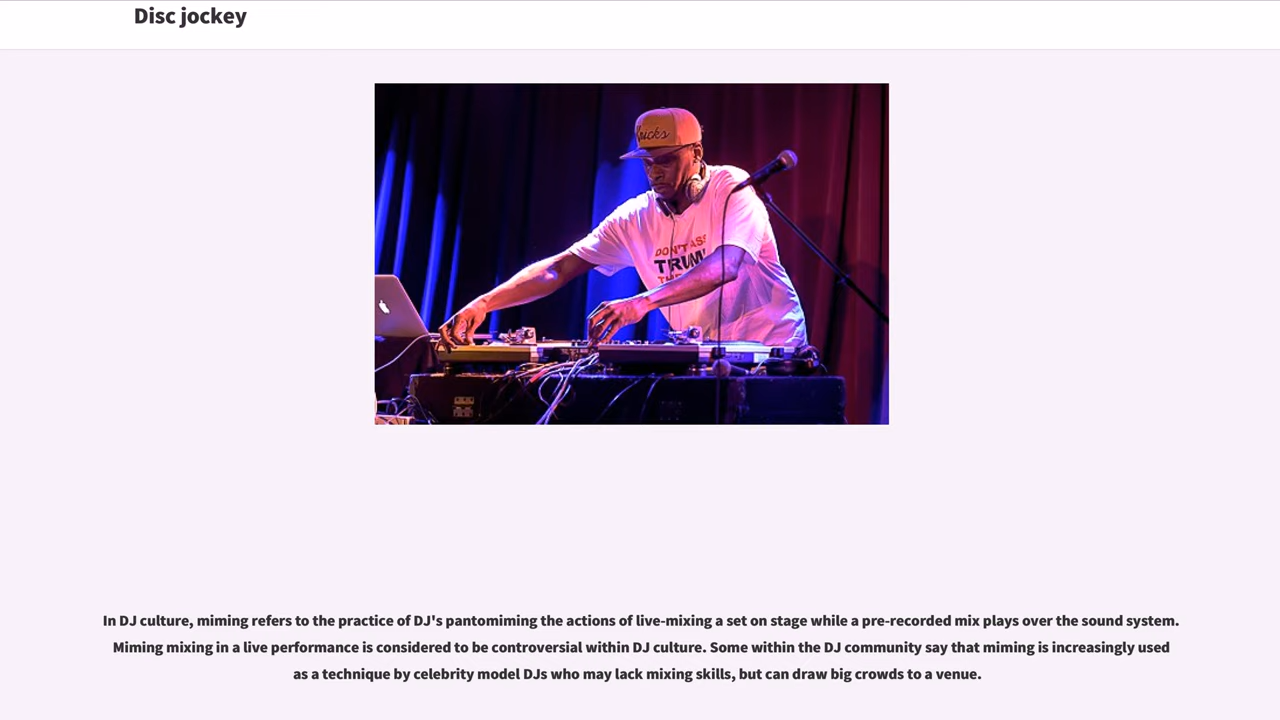 Disc jockey
DON'T
In DJ culture, miming refers to the practice of DJ's pantomiming the actions of live-mixing a set on stage while a pre-recorded mix plays over the sound system.
Miming mixing in a live performance is considered to be controversial within DJ culture. Some within the DJ community say that miming is increasingly used
as a technique by celebrity model DJs who may lack mixing skills, but can draw big crowds to a venue.